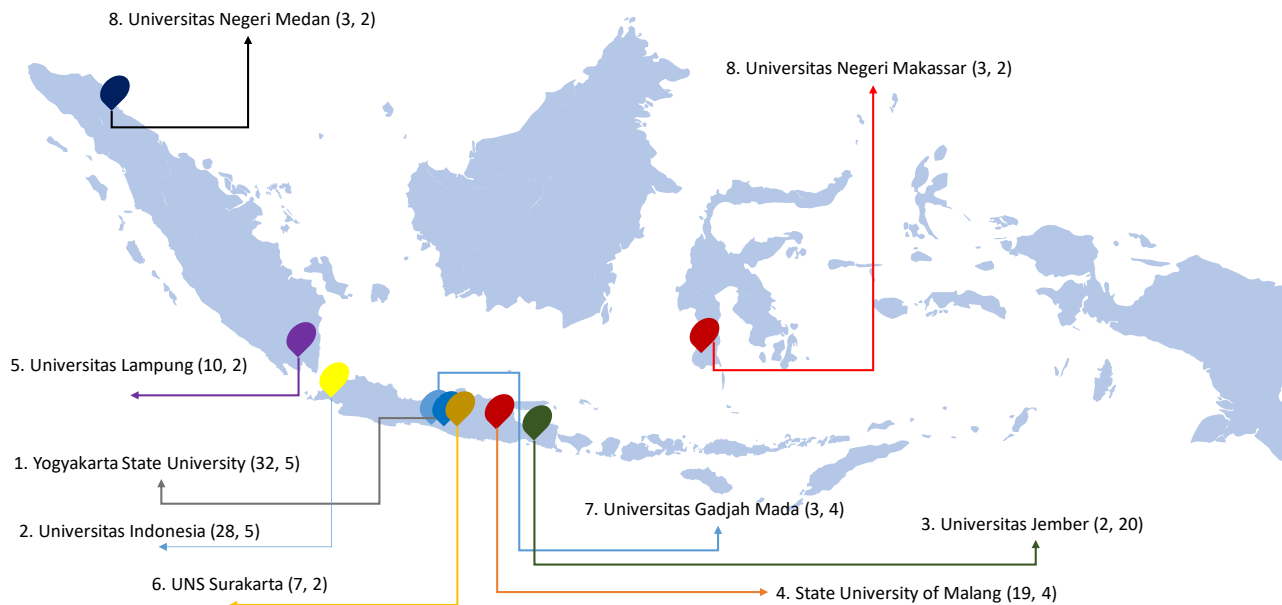 8. Universitas Negeri Medan (3, 2)
8. Universitas Negeri Makassar (3, 2)
5. Universitas Lampung (10, 2)
1. Yogyakarta State University (32, 5)
7. Universitas Gadjah Mada (3, 4)
3. Universitas Jember (2, 20)
2. Universitas Indonesia (28, 5)
6. UNS Surakarta (7, 2)
4. State University of Malang (19, 4)